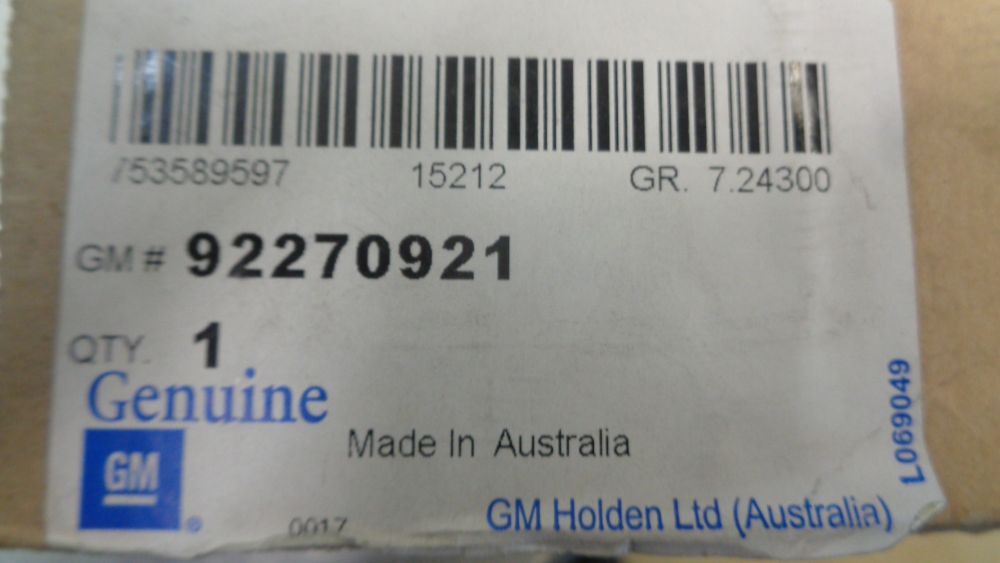 753589597 15212 GR. 7.24300
GM # 92270921
QTY. 1
Genuine
GM
Made In Australia
0017
GM Holden Ltd (Australia)
L069049